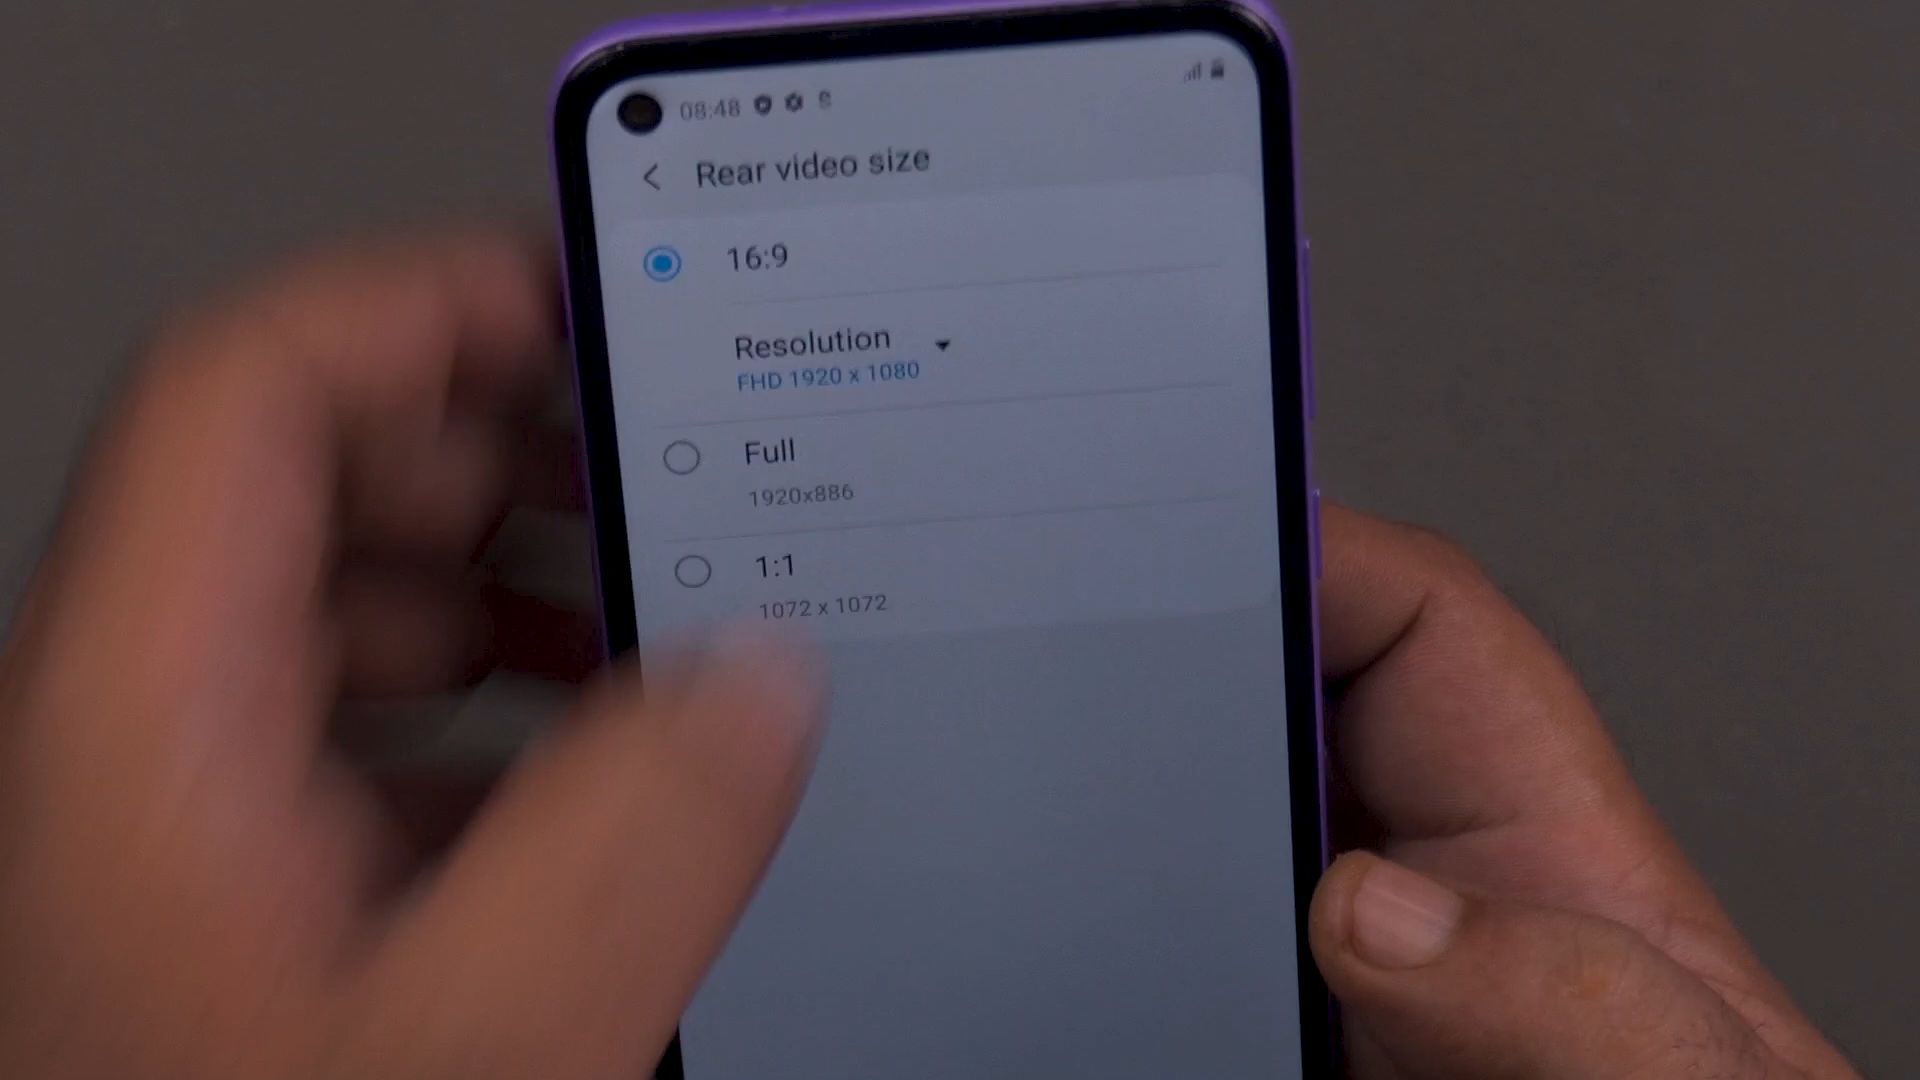 08:48
Rear video size
16:9
Resolution
FHD 1920 x 1080
Full
1920x886
1:1
1072 x 1072